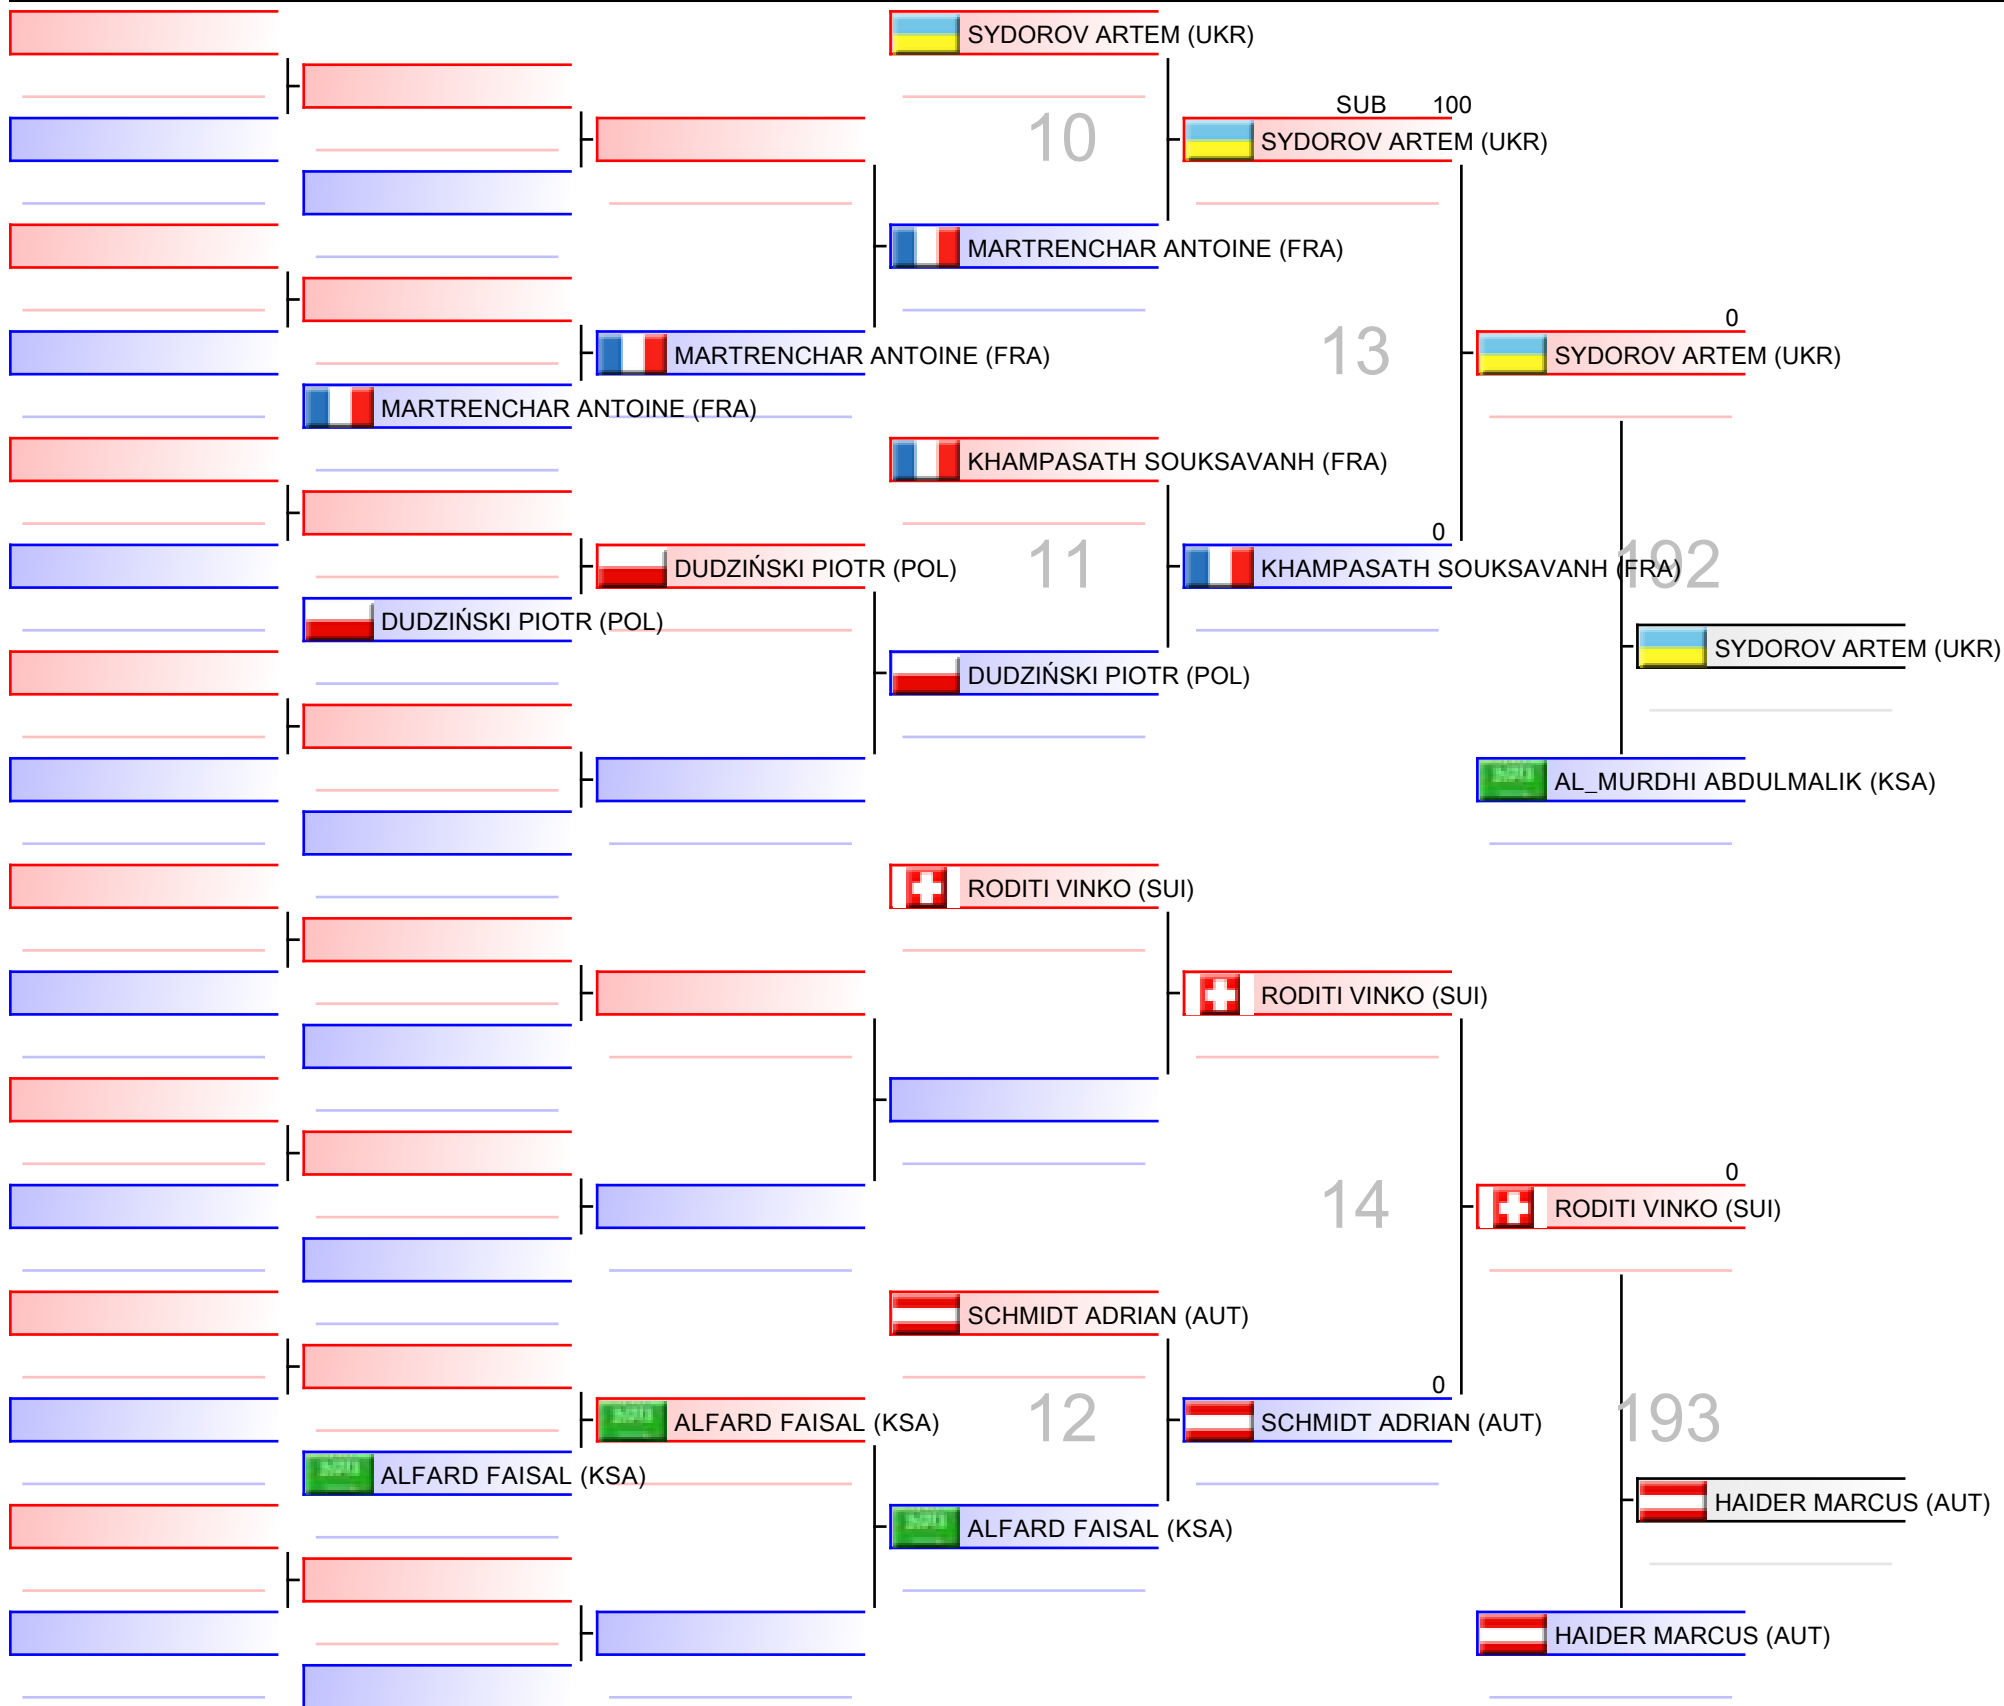 SYDOROV ARTEM (UKR)
SUB 100
10
SYDOROV ARTEM (UKR)
MARTRENCHAR ANTOINE (FRA)
0
13
MARTRENCHAR ANTOINE (FRA)
SYDOROV ARTEM (UKR)
MARTRENCHAR ANTOINE (FRA)
KHAMPASATH SOUKSAVANH (FRA)
0
DUDZIŃSKI PIOTR (POL)
11
KHAMPASATH SOUKSAVANH (FRA)
192
DUDZIŃSKI PIOTR (POL)
SYDOROV ARTEM (UKR)
DUDZIŃSKI PIOTR (POL)
AL_MURDHI ABDULMALIK (KSA)
RODITI VINKO (SUI)
RODITI VINKO (SUI)
0
14
RODITI VINKO (SUI)
SCHMIDT ADRIAN (AUT)
0
ALFARD FAISAL (KSA)
12
SCHMIDT ADRIAN (AUT)
193
ALFARD FAISAL (KSA)
HAIDER MARCUS (AUT)
ALFARD FAISAL (KSA)
HAIDER MARCUS (AUT)